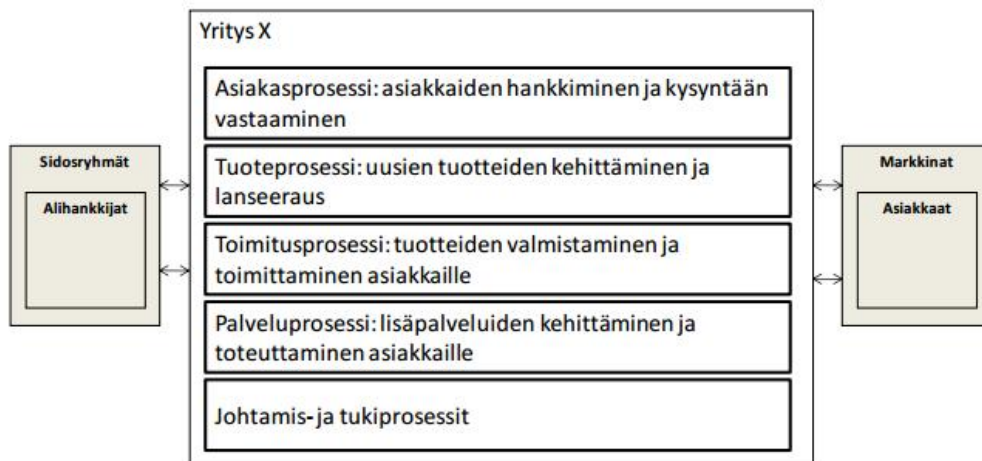 Yritys X
Asiakasprosessi: asiakkaiden hankkiminen ja kysyntään
vastaaminen
Sidosryhmät
Alihankkijat
Tuoteprosessi: uusien tuotteiden kehittäminen ja
lanseeraus
Toimitusprosessi: tuotteiden valmistaminen ja
toimittaminen asiakkaille
Palveluprosessi: lisäpalveluiden kehittäminen ja
toteuttaminen asiakkaille
Johtamis- ja tukiprosessit
Markkinat
Asiakkaat